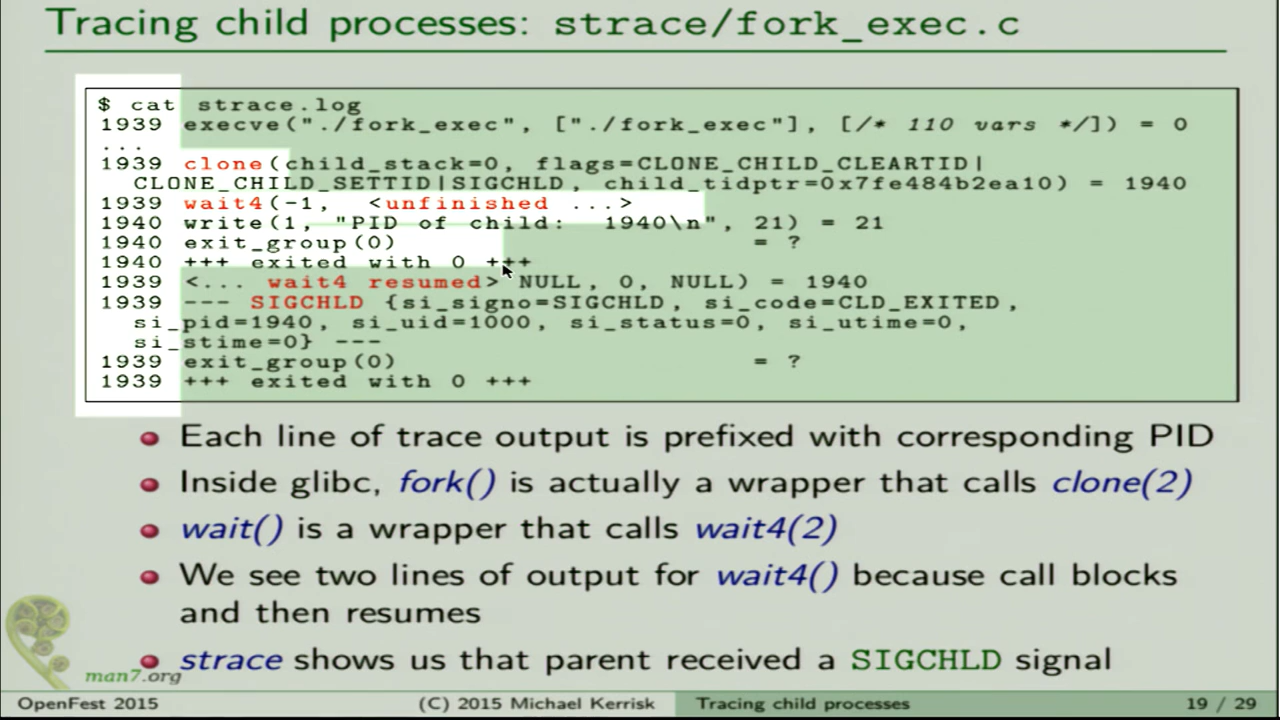 Tracing child processes: strace/fork_exec.c
$ cat strace.log
1939 execve("./fork_exec", ["./fork_exec"], [/* 110 vars */]) = 0
...
1939 clone(child_stack=0, flags=CLONE_CHILD_CLEARTID|
CLONE_CHILD_SETTID|SIGCHLD, child_tidptr=0x7fe484b2ea10) = 1940
1939 wait4(-1, <unfinished ...>
1940 write(1, "PID of child: 1940\n", 21) = 21
1940 exit_group(0) = ?
1940 +++ exited with 0 +++
1939 <... wait4 resumed> NULL, 0, NULL) = 1940
1939 --- SIGCHLD {si_signo=SIGCHLD, si_code=CLD_EXITED,
si_pid=1940, si_uid=1000, si_status=0, si_utime=0,
si_stime=0} ---
1939 exit_group(0) = ?
1939 +++ exited with 0 +++
Each line of trace output is prefixed with corresponding PID
Inside glibc, fork() is actually a wrapper that calls clone(2)
wait() is a wrapper that calls wait4(2)
We see two lines of output for wait4() because call blocks
and then resumes
strace shows us that parent received a SIGCHLD signal
man7.org
OpenFest 2015 (C) 2015 Michael Kerrisk Tracing child processes 19 / 29